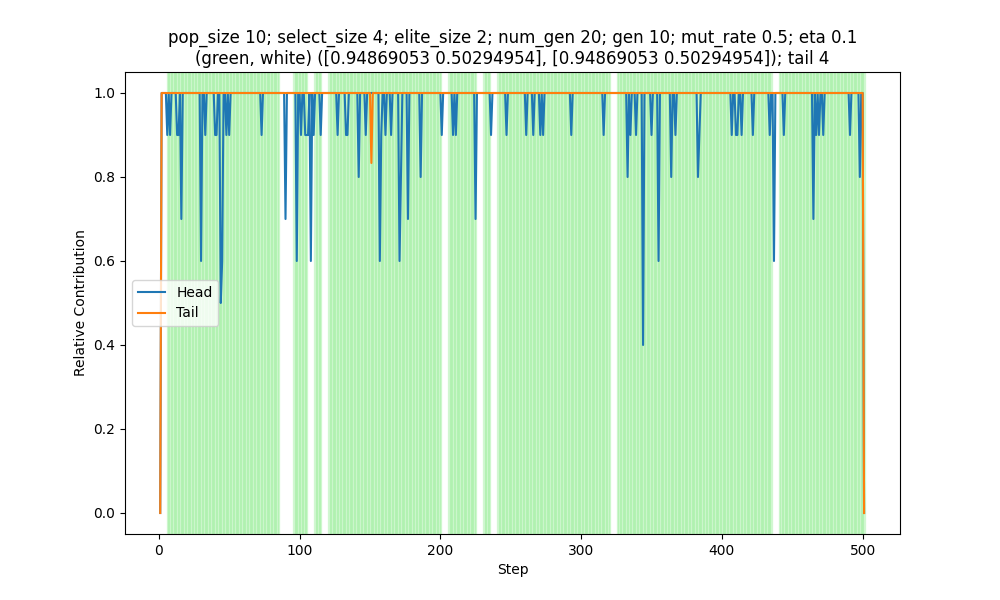 pop_size 10; select_size 4; elite_size 2; num_gen 20; gen 10; mut_rate 0.5; eta 0.1
(green, white) ([0.94869053 0.50294954], [0.94869053 0.50294954]); tail 4
1.0
0.8
0.6
0.4
0.2
0.0
Relative Contribution
Head
Tail
0
100
200
300
400
500
Step